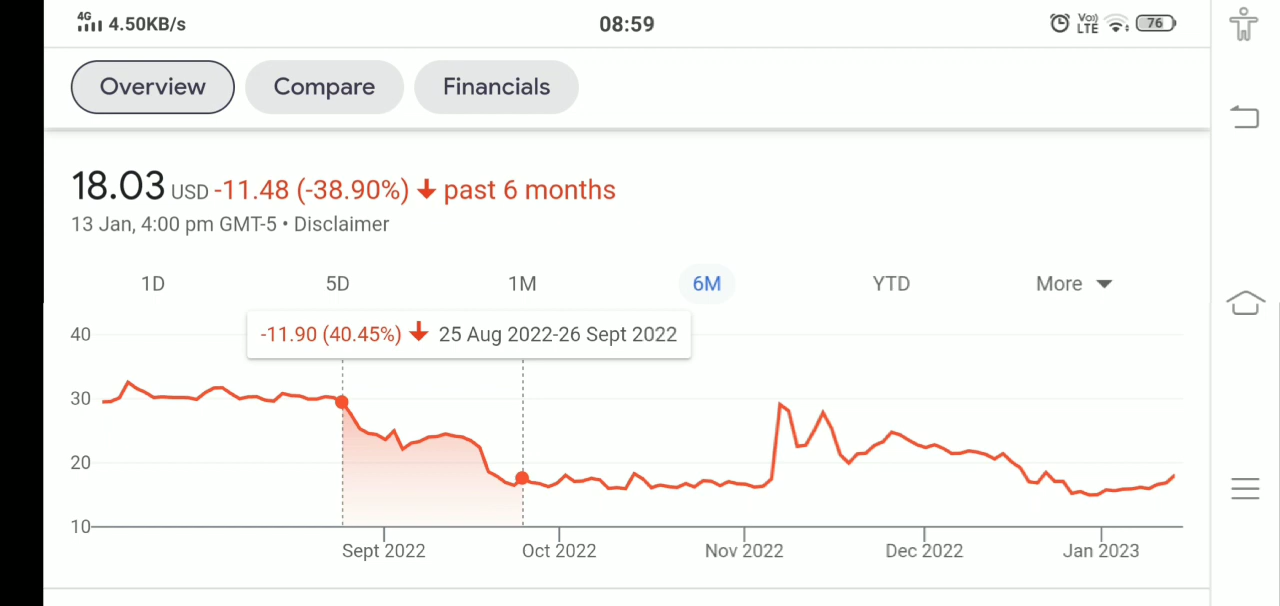 4G 4.50KB/s 08:59 Vo)) LTE 76
Overview Compare Financials
18.03 USD -11.48 (-38.90%) ↓ past 6 months
13 Jan, 4:00 pm GMT-5 • Disclaimer
1D 5D 1M 6M YTD More
-11.90 (40.45%) ↓ 25 Aug 2022-26 Sept 2022
40
30
20
10
Sept 2022 Oct 2022 Nov 2022 Dec 2022 Jan 2023